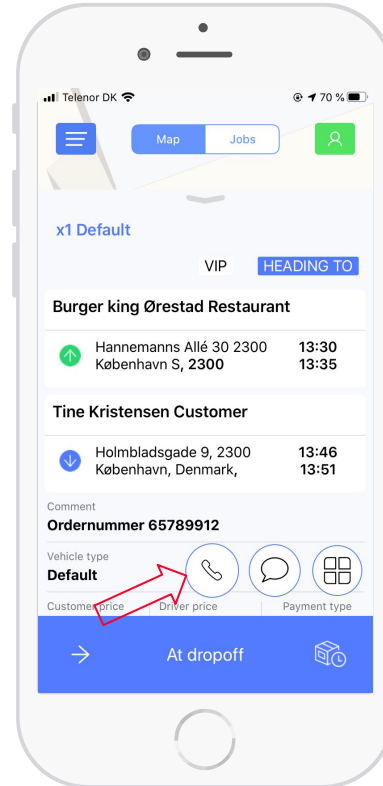 Telenor DK 70 %
Map Jobs
x1 Default
VIP HEADING TO
Burger king Ørestad Restaurant
Hannemanns Allé 30 2300 13:30
København S, 2300 13:35
Tine Kristensen Customer
Holmbladsgade 9, 2300 13:46
København, Denmark, 13:51
Comment
Ordernummer 65789912
Vehicle type
Default
Customer price Driver price Payment type
At dropoff